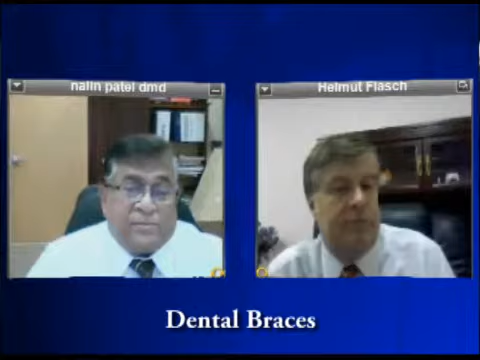 nalin patel dmd
Helmut Flasch
Dental Braces